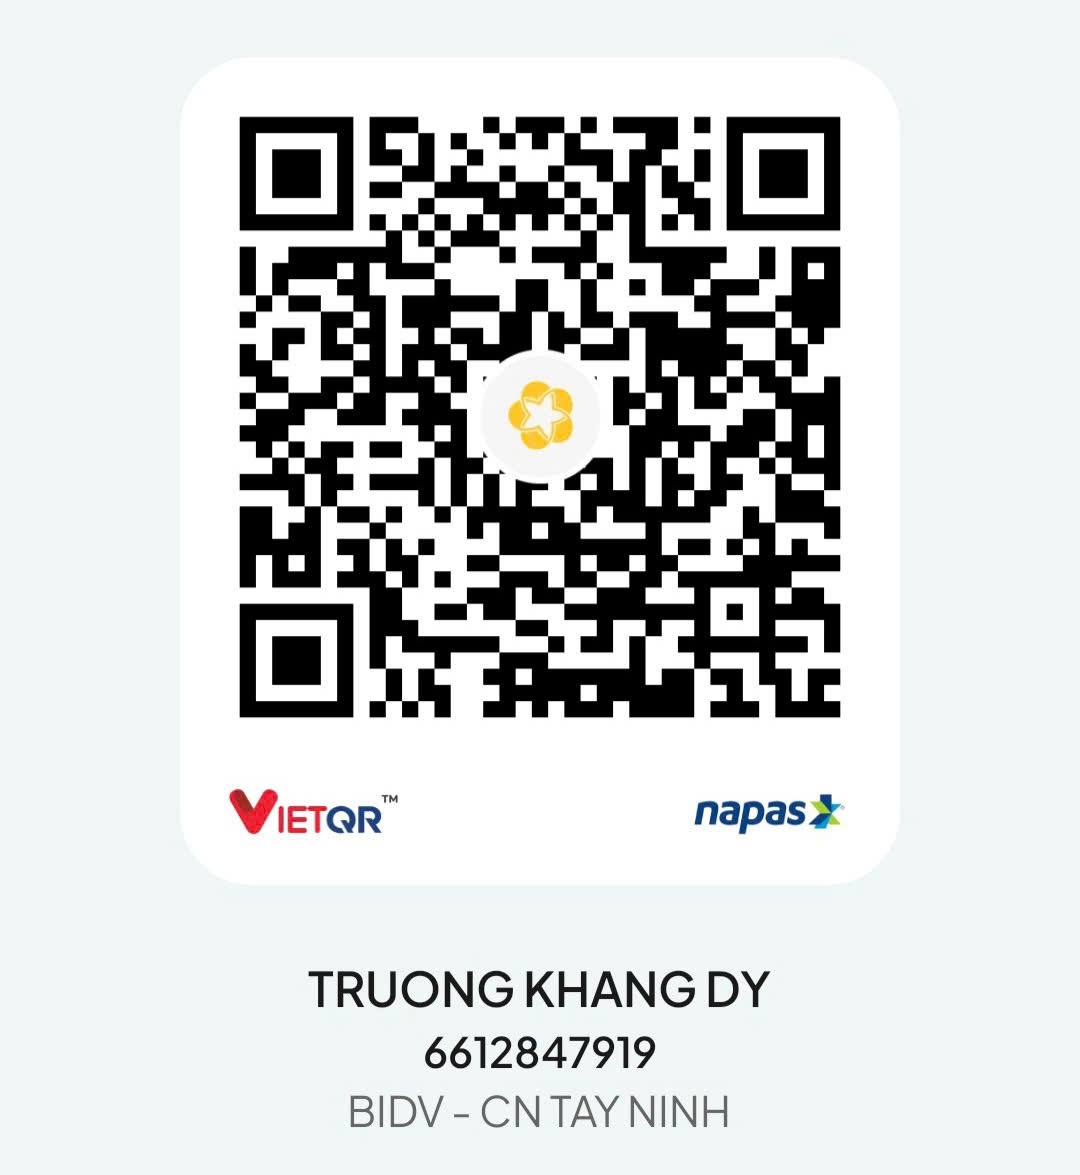 VIETQR™
napas
TRUONG KHANG DY
6612847919
BIDV - CN TAY NINH